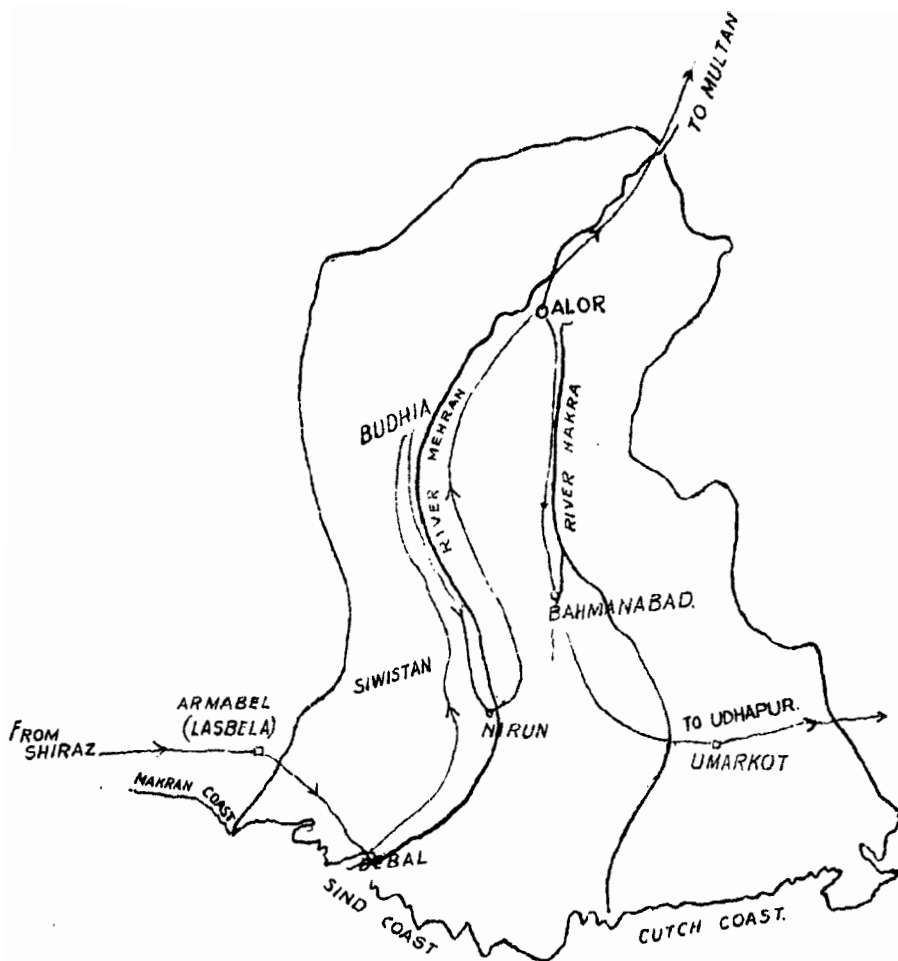 TO MULTAN
ALOR
BUDHIA
RIVER MEHRAN
RIVER HAKRA
BAHMANABAD.
SIWISTAN
ARMABEL
(LASBELA)
FROM
SHIRAZ
NIRUN
TO UDHAPUR.
UMARKOT
MAKRAN COAST
DEBAL
SIND COAST
CUTCH COAST.